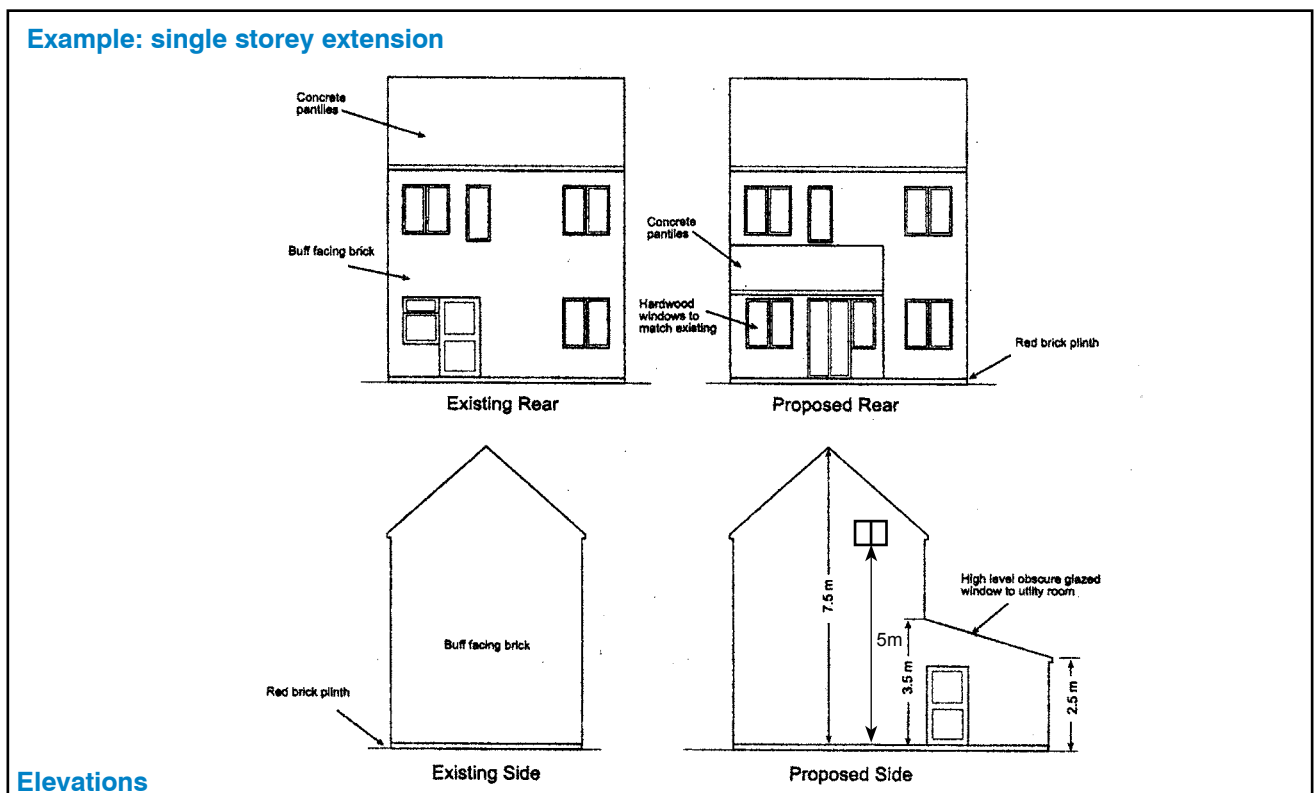 Example: single storey extension
Concrete
pantiles
Buff facing brick
Existing Rear
Concrete
pantiles
Hardwood
windows to
match existing
Red brick plinth
Proposed Rear
Buff facing brick
Red brick plinth
Existing Side
7.5 m
5m
3.5 m
High level obscure glazed
window to utility room
2.5 m
Proposed Side
Elevations